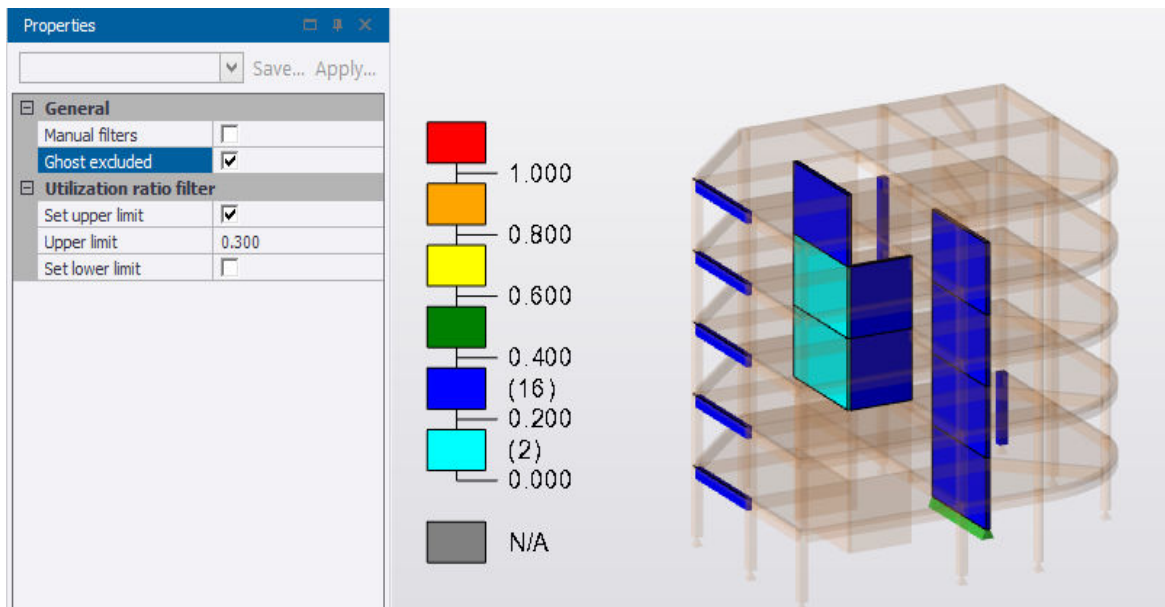 Properties
Save... Apply...
General
Manual filters
Ghost excluded
Utilization ratio filter
Set upper limit
Upper limit 0.300
Set lower limit
1.000
0.800
0.600
0.400
(16)
0.200
(2)
0.000
N/A